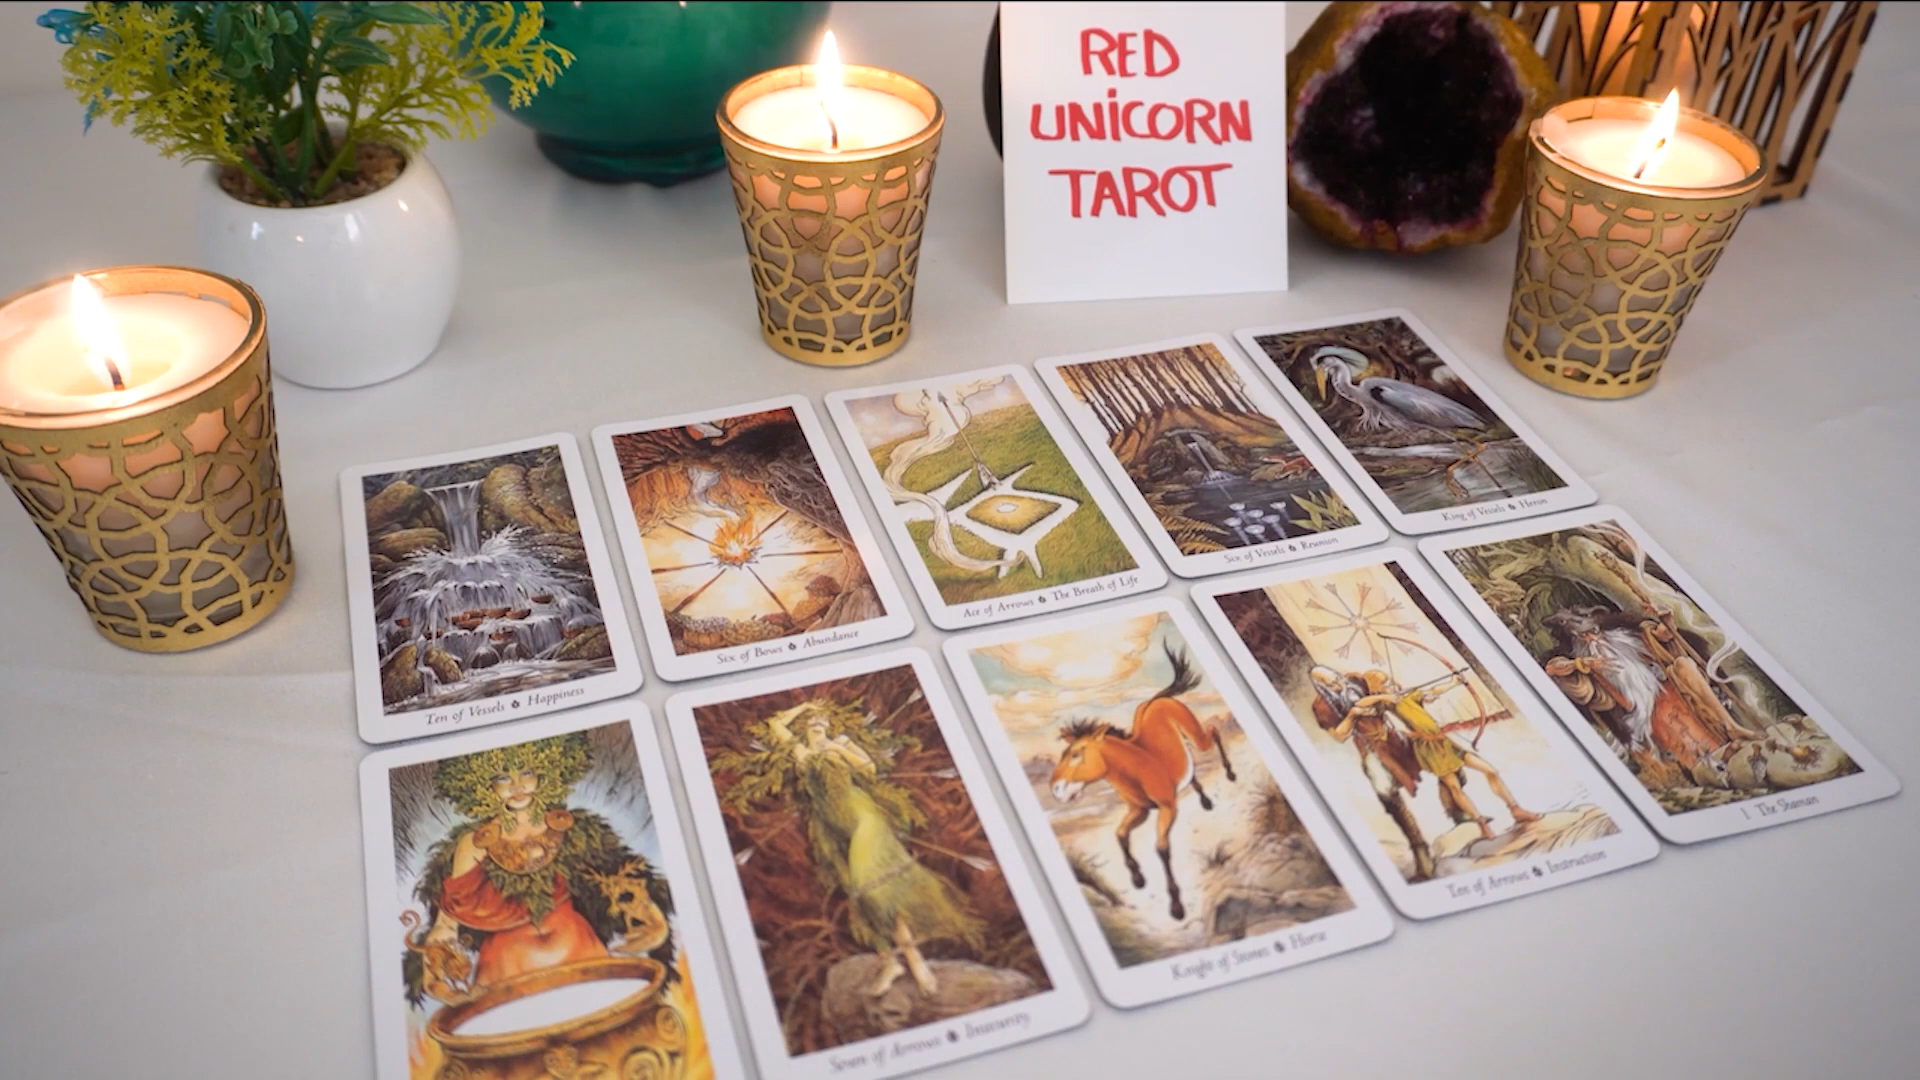 RED
UNICORN
TAROT
Ten of Vessels Happiness
Six of Bows Abundance
Ace of Arrows The Breath of Life
Six of Vessels Reunion
King of Vessels Heron
Seven of Arrows Insecurity
Knight of Stones Horse
Ten of Arrows Instruction
1 The Shaman